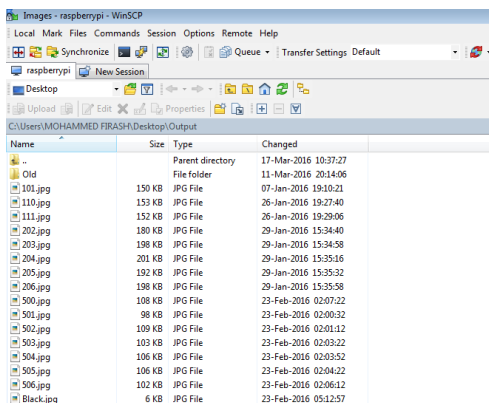 Images - raspberrypi - WinSCP
Local Mark Files Commands Session Options Remote Help
Synchronize Queue Transfer Settings Default
raspberrypi New Session
Desktop
Upload Edit Properties
C:\Users\MOHAMMED FIRASH\Desktop\Output
Name Size Type Changed
.. Parent directory 17-Mar-2016 10:37:27
Old File folder 11-Mar-2016 20:14:06
101.jpg 150 KB JPG File 07-Jan-2016 19:10:21
110.jpg 153 KB JPG File 26-Jan-2016 19:27:40
111.jpg 152 KB JPG File 26-Jan-2016 19:29:06
202.jpg 180 KB JPG File 29-Jan-2016 15:34:40
203.jpg 198 KB JPG File 29-Jan-2016 15:34:58
204.jpg 201 KB JPG File 29-Jan-2016 15:35:16
205.jpg 192 KB JPG File 29-Jan-2016 15:35:32
206.jpg 198 KB JPG File 29-Jan-2016 15:35:58
500.jpg 108 KB JPG File 23-Feb-2016 02:07:22
501.jpg 98 KB JPG File 23-Feb-2016 02:00:32
502.jpg 109 KB JPG File 23-Feb-2016 02:01:12
503.jpg 103 KB JPG File 23-Feb-2016 02:03:22
504.jpg 106 KB JPG File 23-Feb-2016 02:03:52
505.jpg 106 KB JPG File 23-Feb-2016 02:04:22
506.jpg 102 KB JPG File 23-Feb-2016 02:06:12
Black.jpg 6 KB JPG File 23-Feb-2016 05:12:57